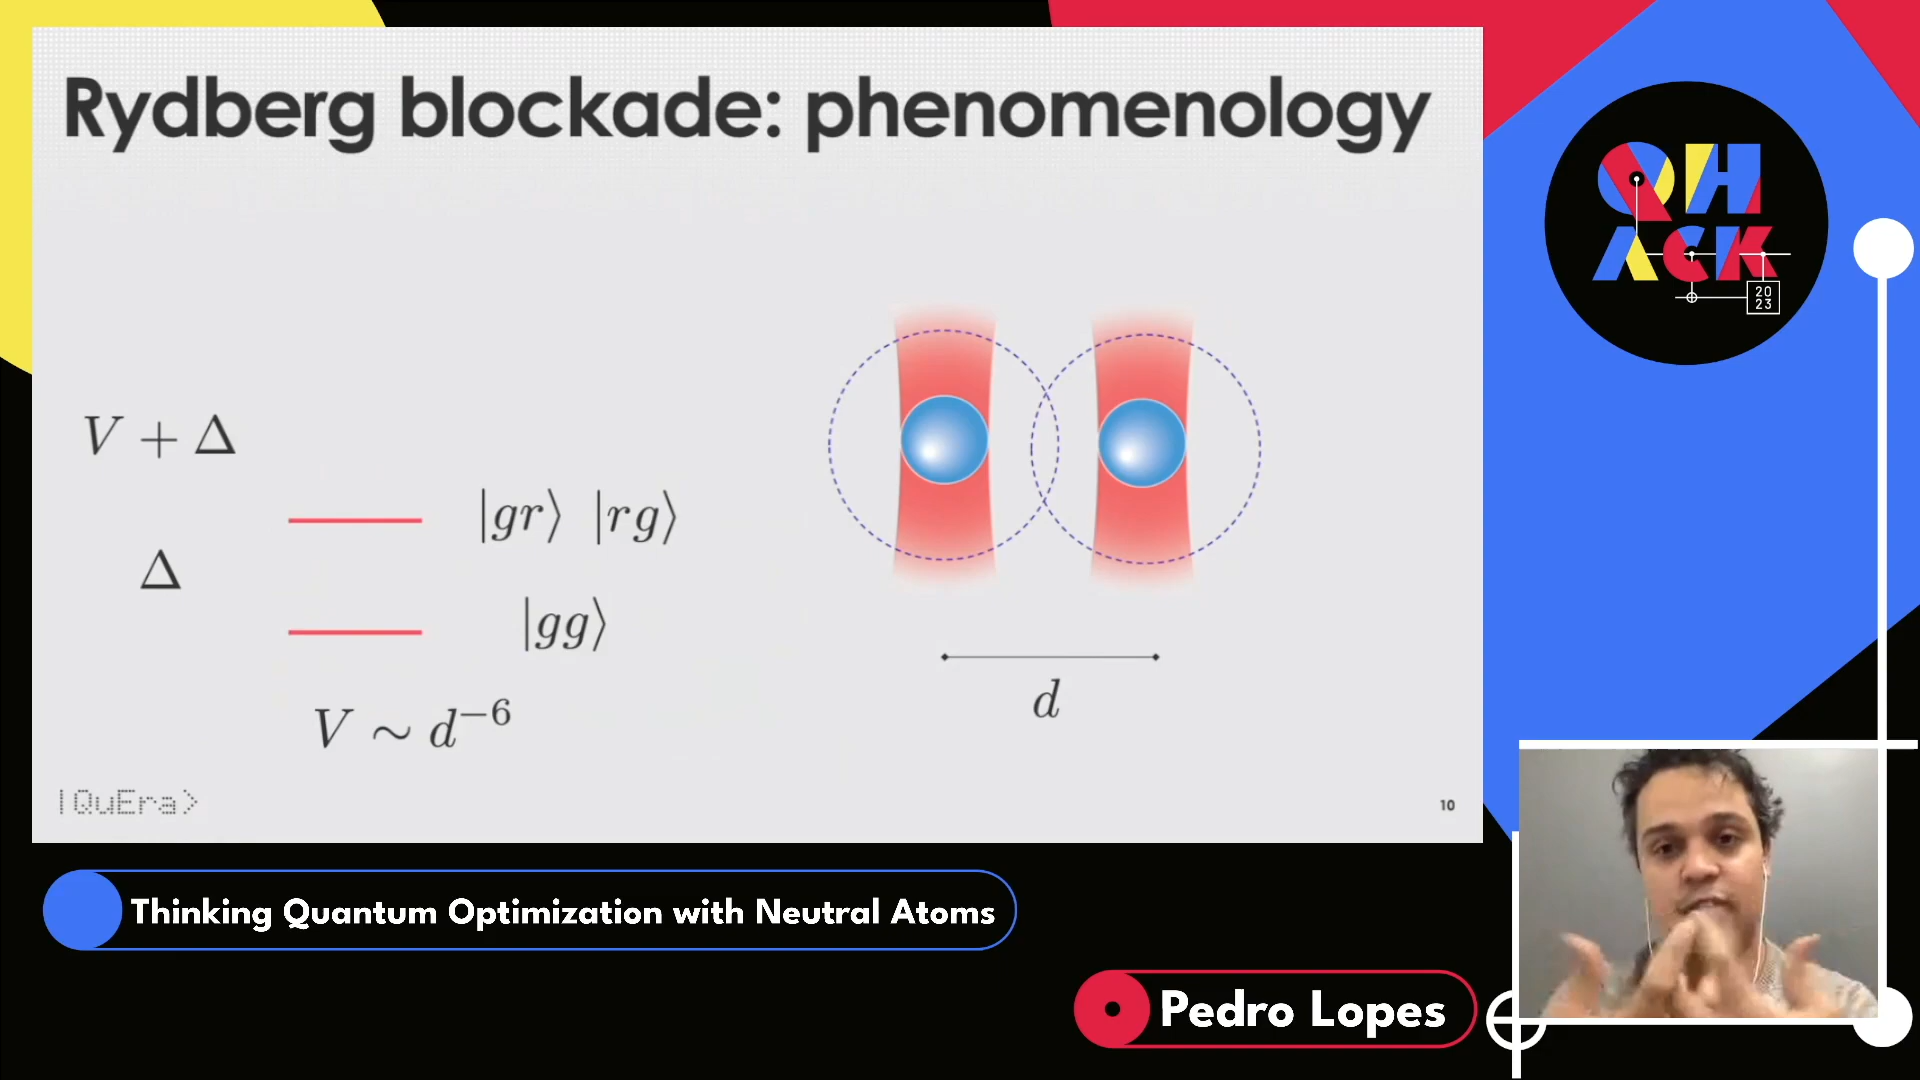 Rydberg blockade: phenomenology
V + Δ
|gr⟩ |rg⟩
Δ
|gg⟩
V ∼ d⁻⁶
d
|QuEra>
10
QH
ACK
20
23
Thinking Quantum Optimization with Neutral Atoms
Pedro Lopes